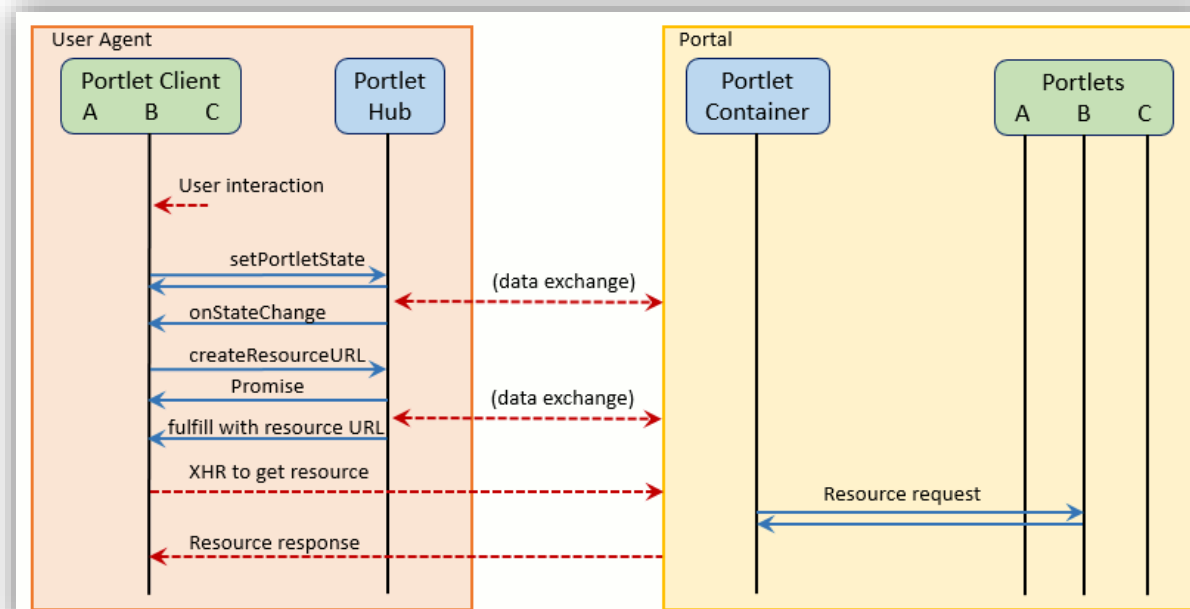 User Agent
Portal
Portlet Client
A B C
Portlet
Hub
Portlet
Container
Portlets
A B C
User interaction
setPortletState
(data exchange)
onStateChange
createResourceURL
Promise
(data exchange)
fulfill with resource URL
XHR to get resource
Resource request
Resource response